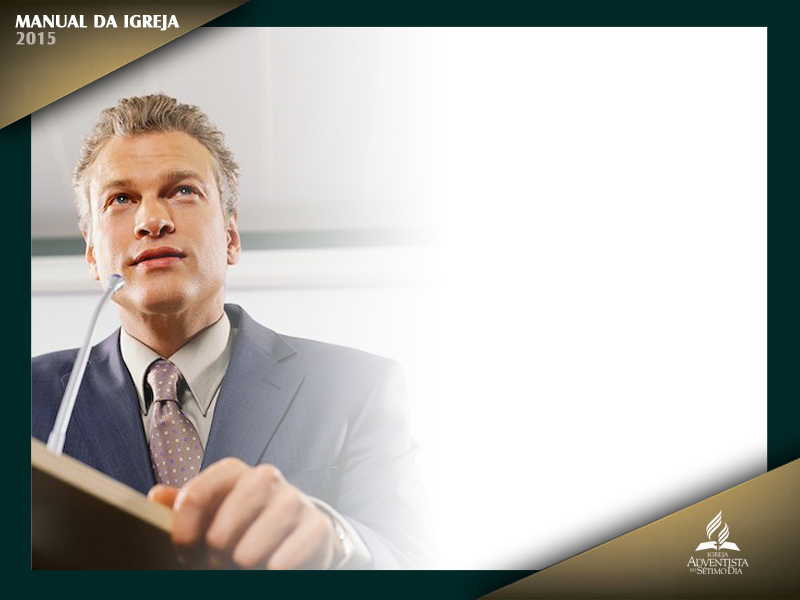 MANUAL DA IGREJA
2015
IGREJA
ADVENTISTA
DO SÉTIMO DIA